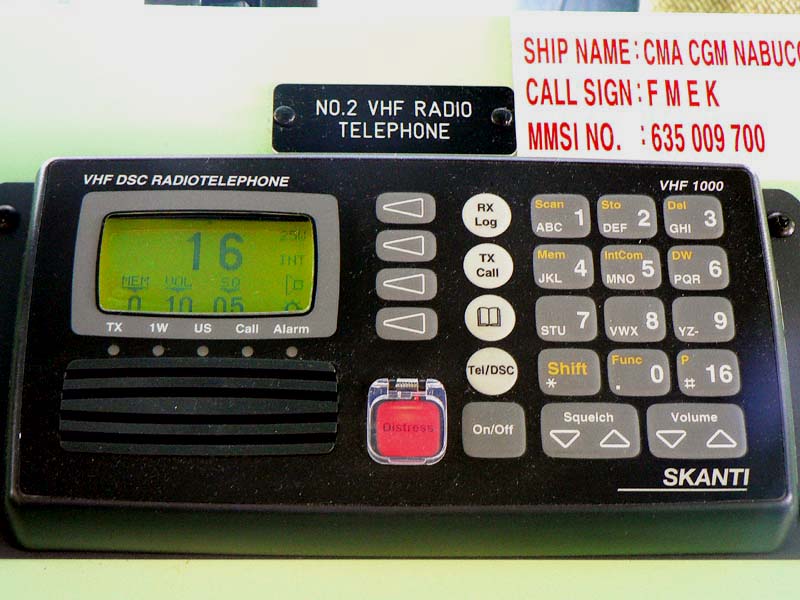 SHIP NAME: CMA CGM NABUCC
CALL SIGN: F M E K
MMSI NO. : 635 009 700
NO.2 VHF RADIO
TELEPHONE
VHF DSC RADIOTELEPHONE
VHF 1000
16
25W
INT
MEM VOL SQ
0 10 05
TX 1W US Call Alarm
RX
Log
TX
Call
Tel/DSC
Distress
On/Off
Scan
ABC 1
Sto
DEF 2
Del
GHI 3
Mem
JKL 4
IntCom
MNO 5
DW
PQR 6
STU 7
VWX 8
YZ- 9
Shift
*
Func
. 0
P
# 16
Squelch
Volume
SKANTI